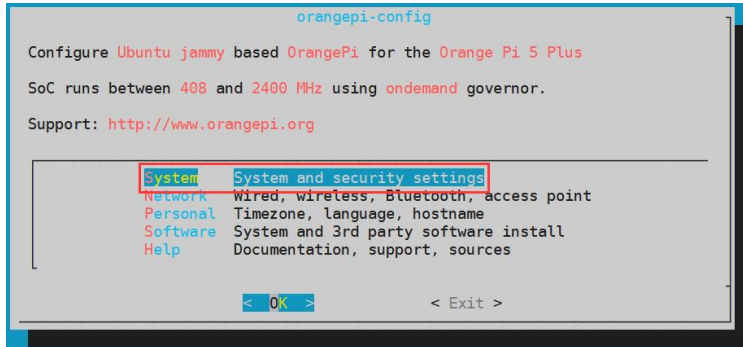 orangepi-config
Configure Ubuntu jammy based OrangePi for the Orange Pi 5 Plus
SoC runs between 408 and 2400 MHz using ondemand governor.
Support: http://www.orangepi.org
System System and security settings
Network Wired, wireless, Bluetooth, access point
Personal Timezone, language, hostname
Software System and 3rd party software install
Help Documentation, support, sources
< OK > < Exit >